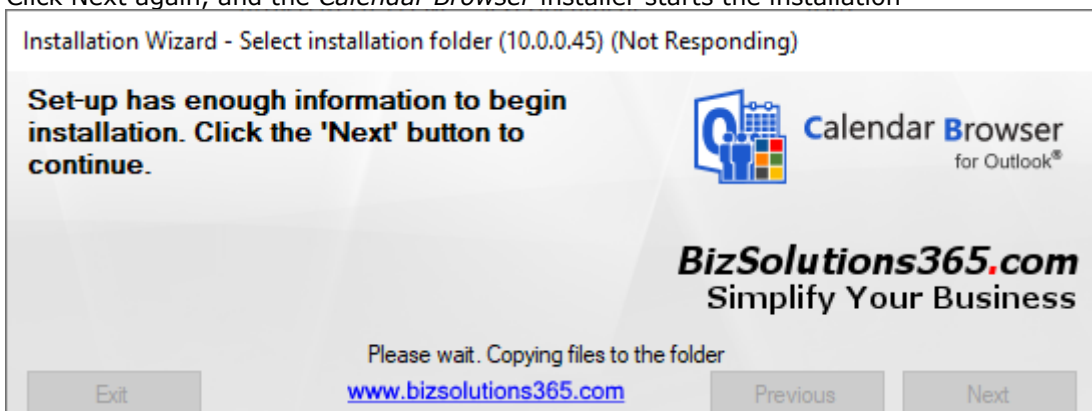 Click Next again, and the Calendar Browser installer starts the installation
Installation Wizard - Select installation folder (10.0.0.45) (Not Responding)
Set-up has enough information to begin
installation. Click the 'Next' button to
continue.
Calendar Browser
for Outlook®
BizSolutions365.com
Simplify Your Business
Please wait. Copying files to the folder
Exit
www.bizsolutions365.com
Previous
Next